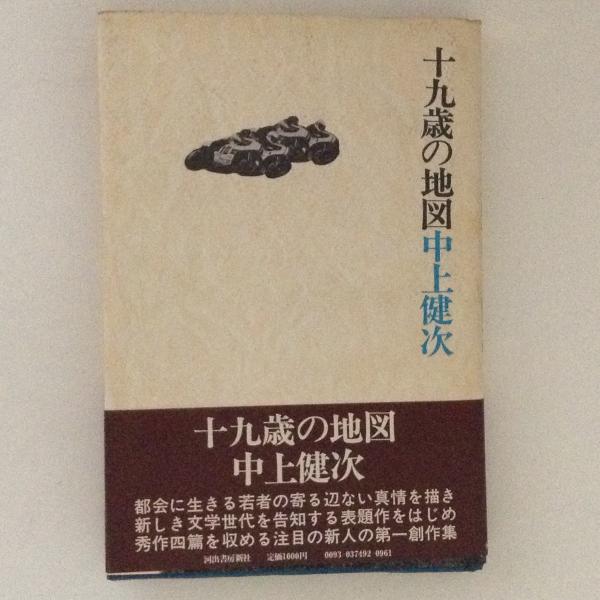 十九歳の地図 中上健次
十九歳の地図
中上健次
都会に生きる若者の寄る辺ない真情を描き
新しき文学世代を告知する表題作をはじめ
秀作四篇を収める注目の新人の第一創作集
河出書房新社 定価1000円 0093 037492 0961